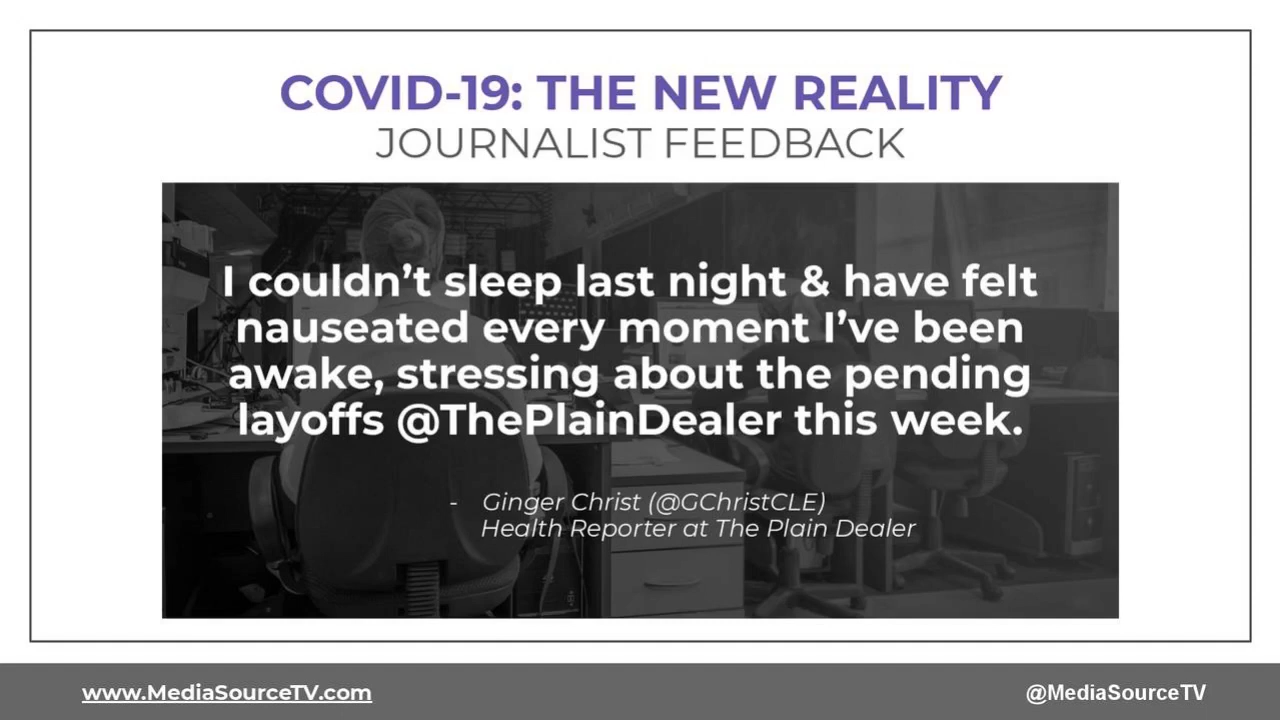 COVID-19: THE NEW REALITY
JOURNALIST FEEDBACK
I couldn’t sleep last night & have felt
nauseated every moment I’ve been
awake, stressing about the pending
layoffs @ThePlainDealer this week.
- Ginger Christ (@GChristCLE)
Health Reporter at The Plain Dealer
www.MediaSourceTV.com
@MediaSourceTV